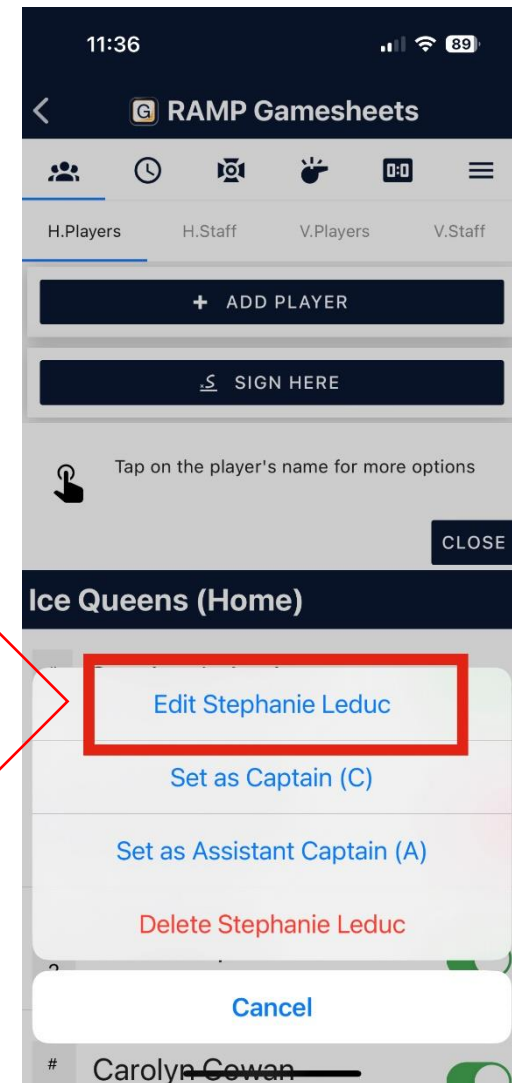 11:36
89
G RAMP Gamesheets
0:0
H.Players H.Staff V.Players V.Staff
+ ADD PLAYER
SIGN HERE
Tap on the player's name for more options
CLOSE
Ice Queens (Home)
Edit Stephanie Leduc
Set as Captain (C)
Set as Assistant Captain (A)
Delete Stephanie Leduc
Cancel
# Carolyn Cowan